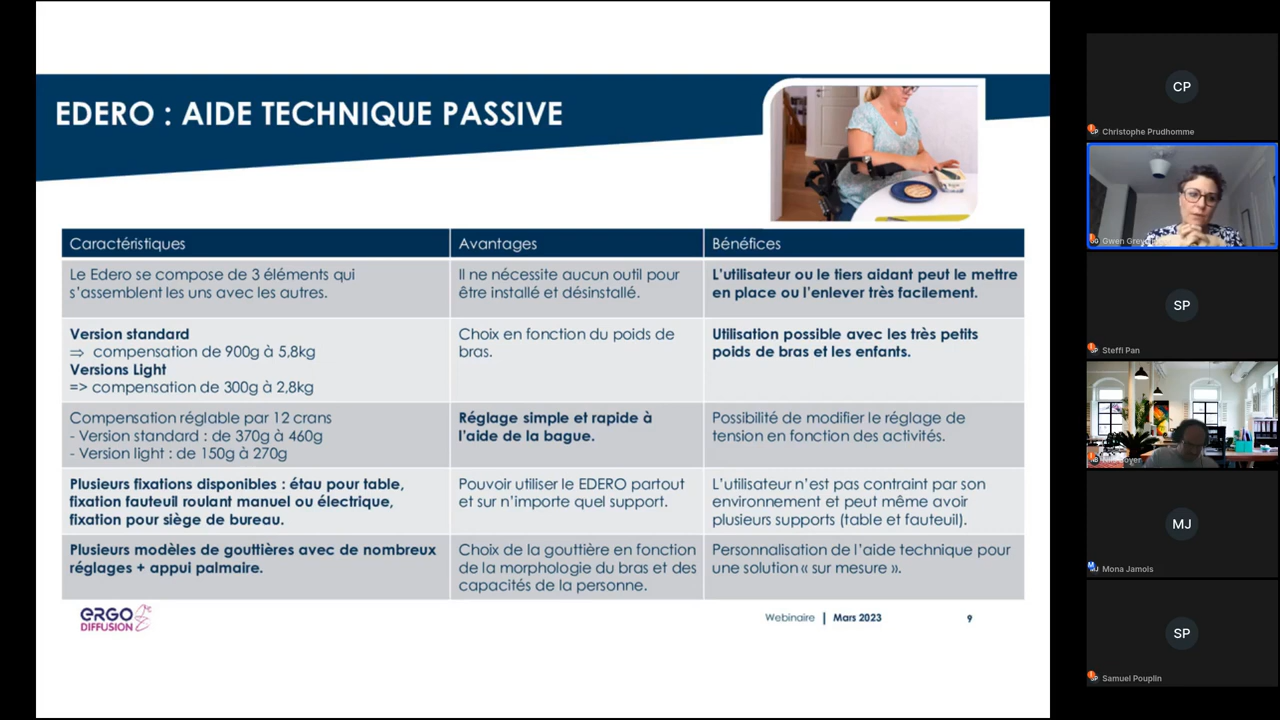 EDERO : AIDE TECHNIQUE PASSIVE
Caractéristiques
Avantages
Bénéfices
Le Edero se compose de 3 éléments qui
s'assemblent les uns avec les autres.
Il ne nécessite aucun outil pour
être installé et désinstallé.
L'utilisateur ou le tiers aidant peut le mettre
en place ou l'enlever très facilement.
Version standard
⇒ compensation de 900g à 5,8kg
Versions Light
=> compensation de 300g à 2,8kg
Choix en fonction du poids de
bras.
Utilisation possible avec les très petits
poids de bras et les enfants.
Compensation réglable par 12 crans
- Version standard : de 370g à 460g
- Version light : de 150g à 270g
Réglage simple et rapide à
l'aide de la bague.
Possibilité de modifier le réglage de
tension en fonction des activités.
Plusieurs fixations disponibles : étau pour table,
fixation fauteuil roulant manuel ou électrique,
fixation pour siège de bureau.
Pouvoir utiliser le EDERO partout
et sur n'importe quel support.
L'utilisateur n'est pas contraint par son
environnement et peut même avoir
plusieurs supports (table et fauteuil).
Plusieurs modèles de gouttières avec de nombreux
réglages + appui palmaire.
Choix de la gouttière en fonction
de la morphologie du bras et des
capacités de la personne.
Personnalisation de l'aide technique pour
une solution « sur mesure ».
ERGO
DIFFUSION
Webinaire | Mars 2023
9
CP
Christophe Prudhomme
Gwen
SP
Steffi Pan
MJ
Mona Jamois
SP
Samuel Pouplin